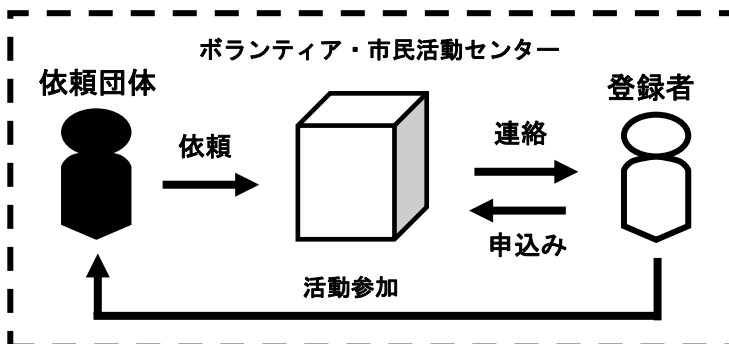 ボランティア・市民活動センター
依頼団体
登録者
依頼
連絡
申込み
活動参加